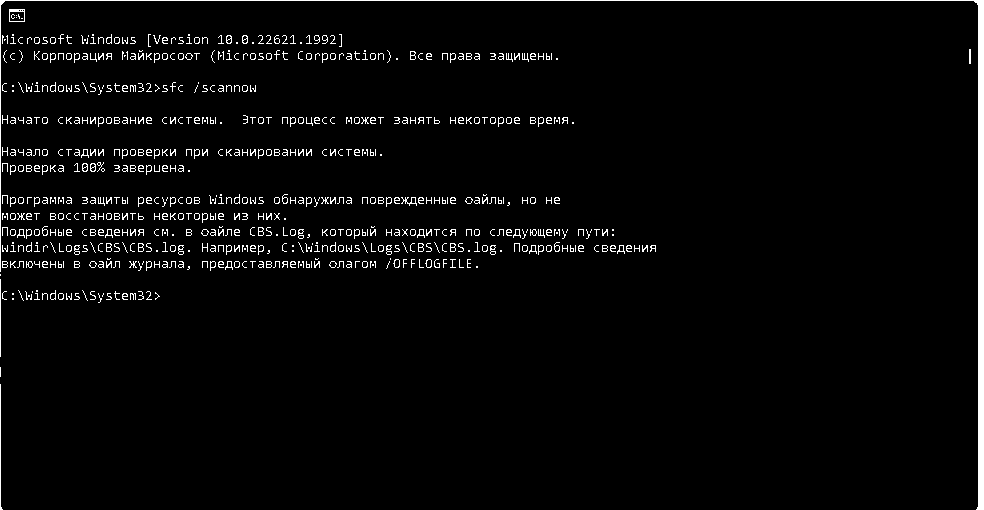 Microsoft Windows [Version 10.0.22621.1992]
(c) Корпорация Майкрософт (Microsoft Corporation). Все права защищены.
C:\Windows\System32>sfc /scannow
Начато сканирование системы.  Этот процесс может занять некоторое время.
Начало стадии проверки при сканировании системы.
Проверка 100% завершена.
Программа защиты ресурсов Windows обнаружила поврежденные файлы, но не
может восстановить некоторые из них.
Подробные сведения см. в файле CBS.Log, который находится по следующему пути:
windir\Logs\CBS\CBS.log. Например, C:\Windows\Logs\CBS\CBS.log. Подробные сведения
включены в файл журнала, предоставляемый флагом /OFFLOGFILE.
C:\Windows\System32>